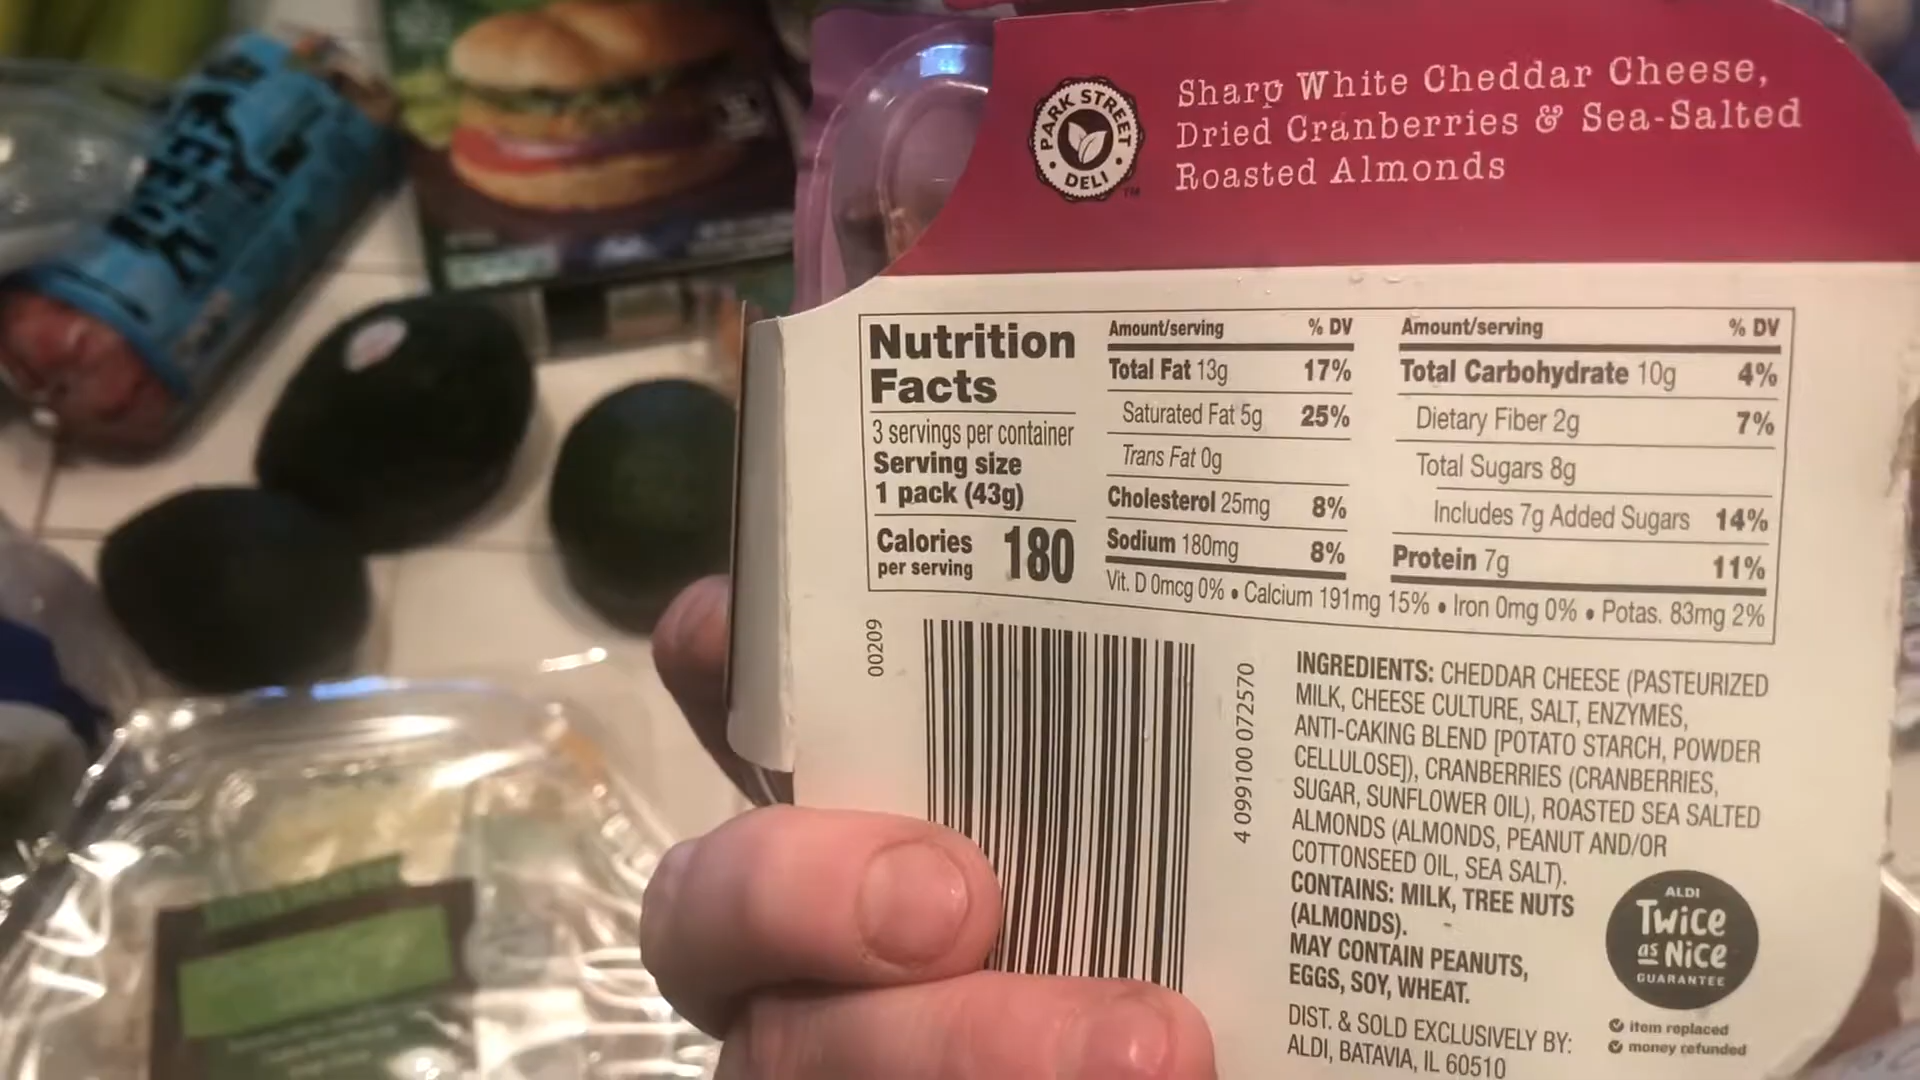 PARK STREET
DELI
TM
Sharp White Cheddar Cheese,
Dried Cranberries & Sea-Salted
Roasted Almonds
Nutrition
Facts
3 servings per container
Serving size
1 pack (43g)
Calories
per serving
180
Amount/serving % DV
Total Fat 13g 17%
Saturated Fat 5g 25%
Trans Fat 0g
Cholesterol 25mg 8%
Sodium 180mg 8%
Amount/serving % DV
Total Carbohydrate 10g 4%
Dietary Fiber 2g 7%
Total Sugars 8g
Includes 7g Added Sugars 14%
Protein 7g 11%
Vit. D 0mcg 0% • Calcium 191mg 15% • Iron 0mg 0% • Potas. 83mg 2%
00209
4 099100 072570
INGREDIENTS: CHEDDAR CHEESE (PASTEURIZED
MILK, CHEESE CULTURE, SALT, ENZYMES,
ANTI-CAKING BLEND [POTATO STARCH, POWDER
CELLULOSE]), CRANBERRIES (CRANBERRIES,
SUGAR, SUNFLOWER OIL), ROASTED SEA SALTED
ALMONDS (ALMONDS, PEANUT AND/OR
COTTONSEED OIL, SEA SALT).
CONTAINS: MILK, TREE NUTS
(ALMONDS).
MAY CONTAIN PEANUTS,
EGGS, SOY, WHEAT.
DIST. & SOLD EXCLUSIVELY BY:
ALDI, BATAVIA, IL 60510
ALDI
Twice
as Nice
GUARANTEE
item replaced
money refunded